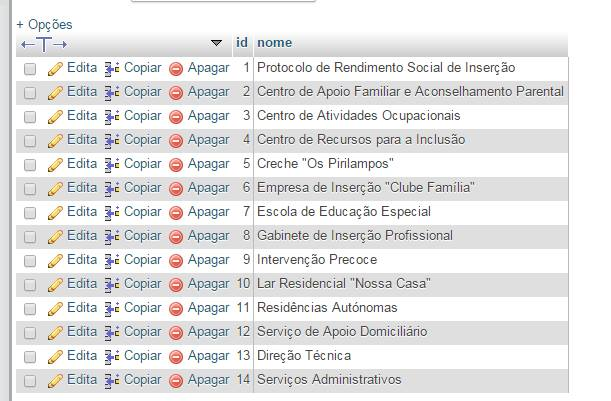 + Opções
←T→ id nome
Edita Copiar Apagar 1 Protocolo de Rendimento Social de Inserção
Edita Copiar Apagar 2 Centro de Apoio Familiar e Aconselhamento Parental
Edita Copiar Apagar 3 Centro de Atividades Ocupacionais
Edita Copiar Apagar 4 Centro de Recursos para a Inclusão
Edita Copiar Apagar 5 Creche "Os Pirilampos"
Edita Copiar Apagar 6 Empresa de Inserção "Clube Família"
Edita Copiar Apagar 7 Escola de Educação Especial
Edita Copiar Apagar 8 Gabinete de Inserção Profissional
Edita Copiar Apagar 9 Intervenção Precoce
Edita Copiar Apagar 10 Lar Residencial "Nossa Casa"
Edita Copiar Apagar 11 Residências Autónomas
Edita Copiar Apagar 12 Serviço de Apoio Domiciliário
Edita Copiar Apagar 13 Direção Técnica
Edita Copiar Apagar 14 Serviços Administrativos